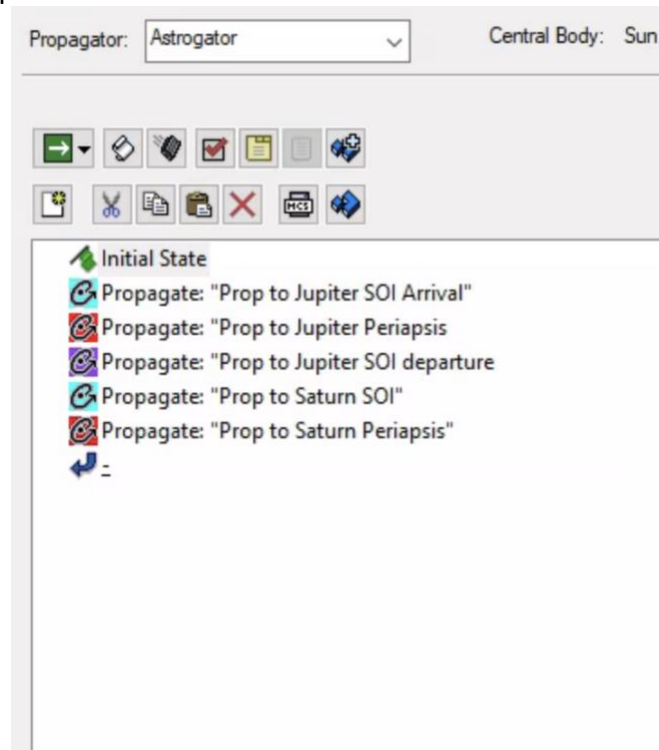 Propagator: Astrogator Central Body: Sun
MCS
Initial State
Propagate: "Prop to Jupiter SOI Arrival"
Propagate: "Prop to Jupiter Periapsis
Propagate: "Prop to Jupiter SOI departure
Propagate: "Prop to Saturn SOI"
Propagate: "Prop to Saturn Periapsis"
-